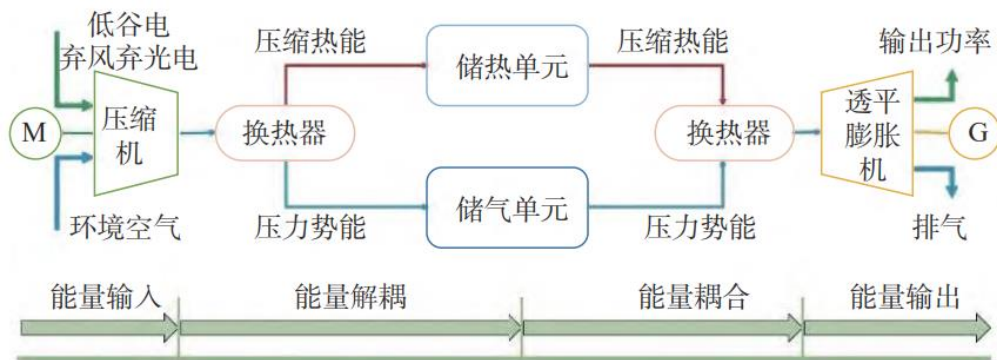 低谷电
弃风弃光电
M
压缩
机
环境空气
换热器
压缩热能
压力势能
储热单元
储气单元
压缩热能
压力势能
换热器
透平
膨胀
机
输出功率
G
排气
能量输入
能量解耦
能量耦合
能量输出